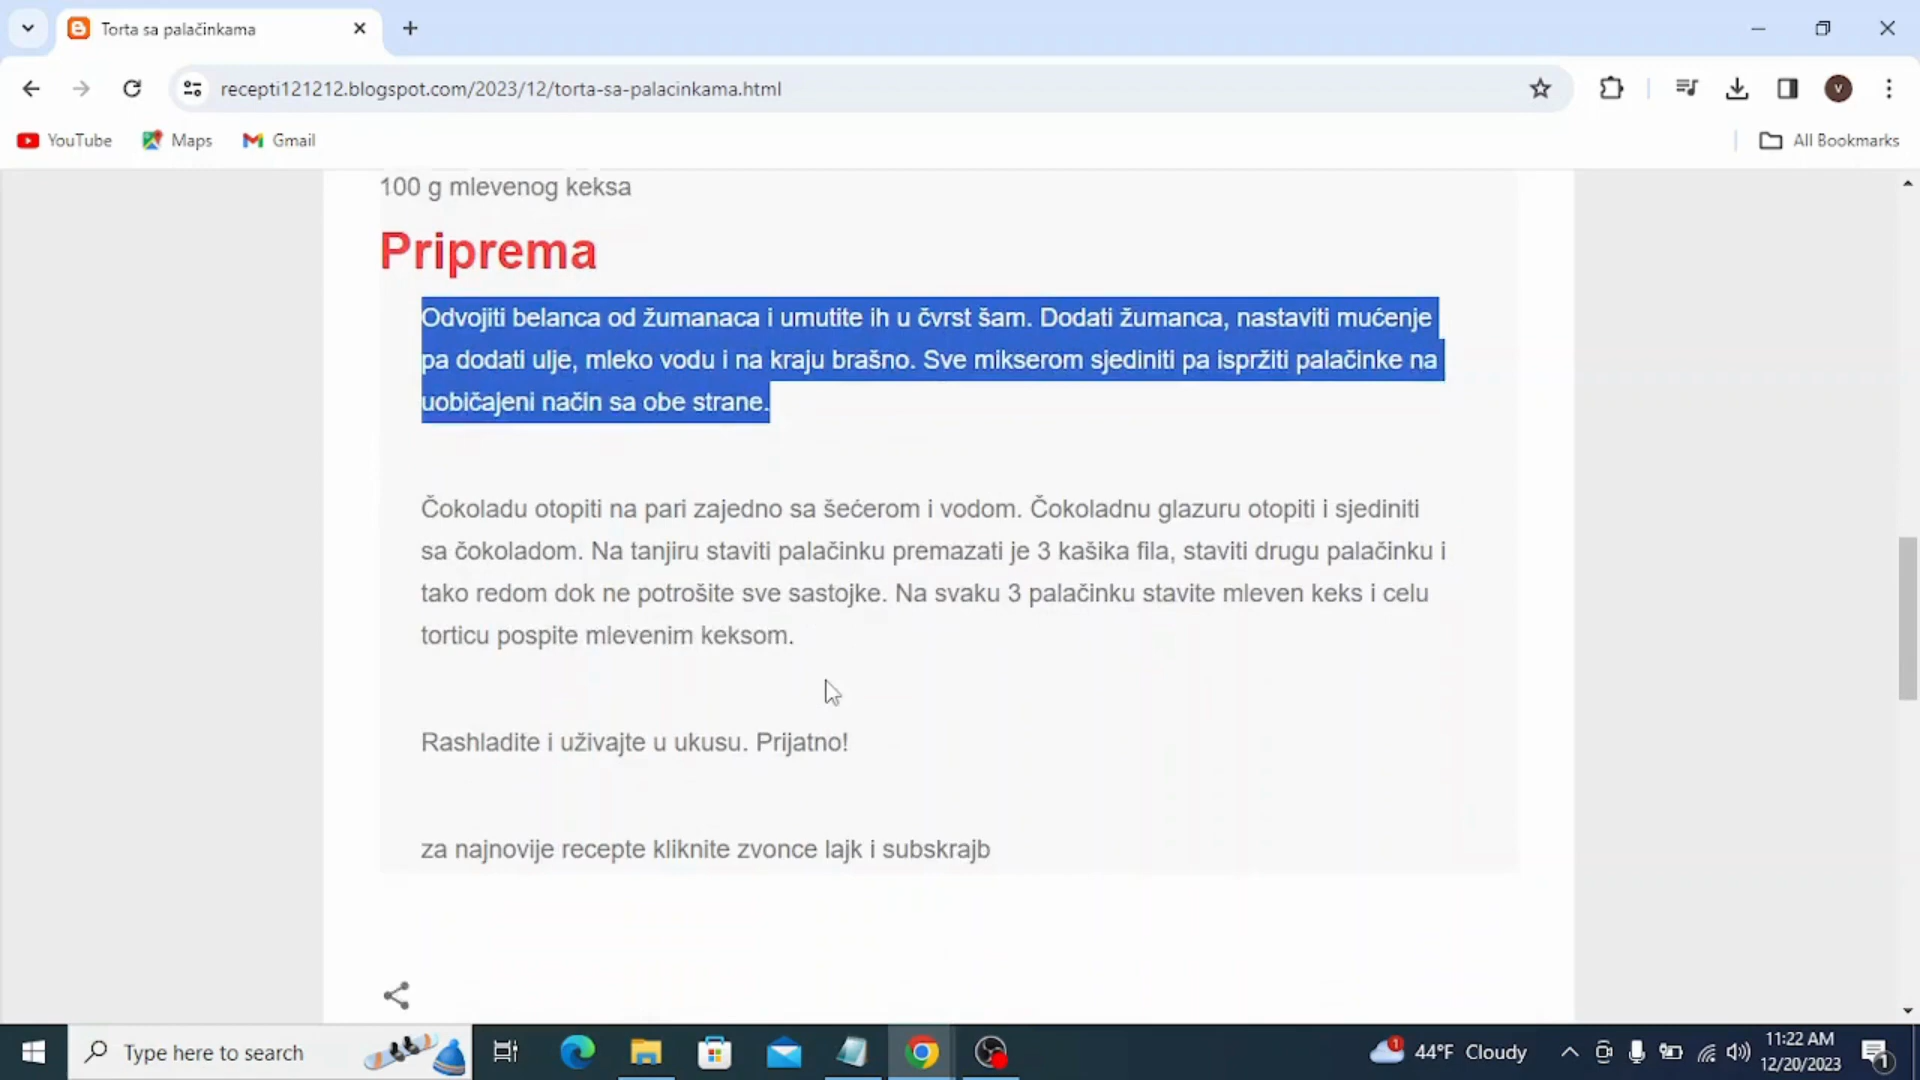 Torta sa palačinkama
recepti121212.blogspot.com/2023/12/torta-sa-palacinkama.html
V
YouTube
Maps
Gmail
All Bookmarks
100 g mlevenog keksa
Priprema
Odvojiti belanca od žumanaca i umutite ih u čvrst šam. Dodati žumanca, nastaviti mućenje
pa dodati ulje, mleko vodu i na kraju brašno. Sve mikserom sjediniti pa ispržiti palačinke na
uobičajeni način sa obe strane.
Čokoladu otopiti na pari zajedno sa šećerom i vodom. Čokoladnu glazuru otopiti i sjediniti
sa čokoladom. Na tanjiru staviti palačinku premazati je 3 kašika fila, staviti drugu palačinku i
tako redom dok ne potrošite sve sastojke. Na svaku 3 palačinku stavite mleven keks i celu
torticu pospite mlevenim keksom.
Rashladite i uživajte u ukusu. Prijatno!
za najnovije recepte kliknite zvonce lajk i subskrajb
Type here to search
1
44°F Cloudy
11:22 AM
12/20/2023
1